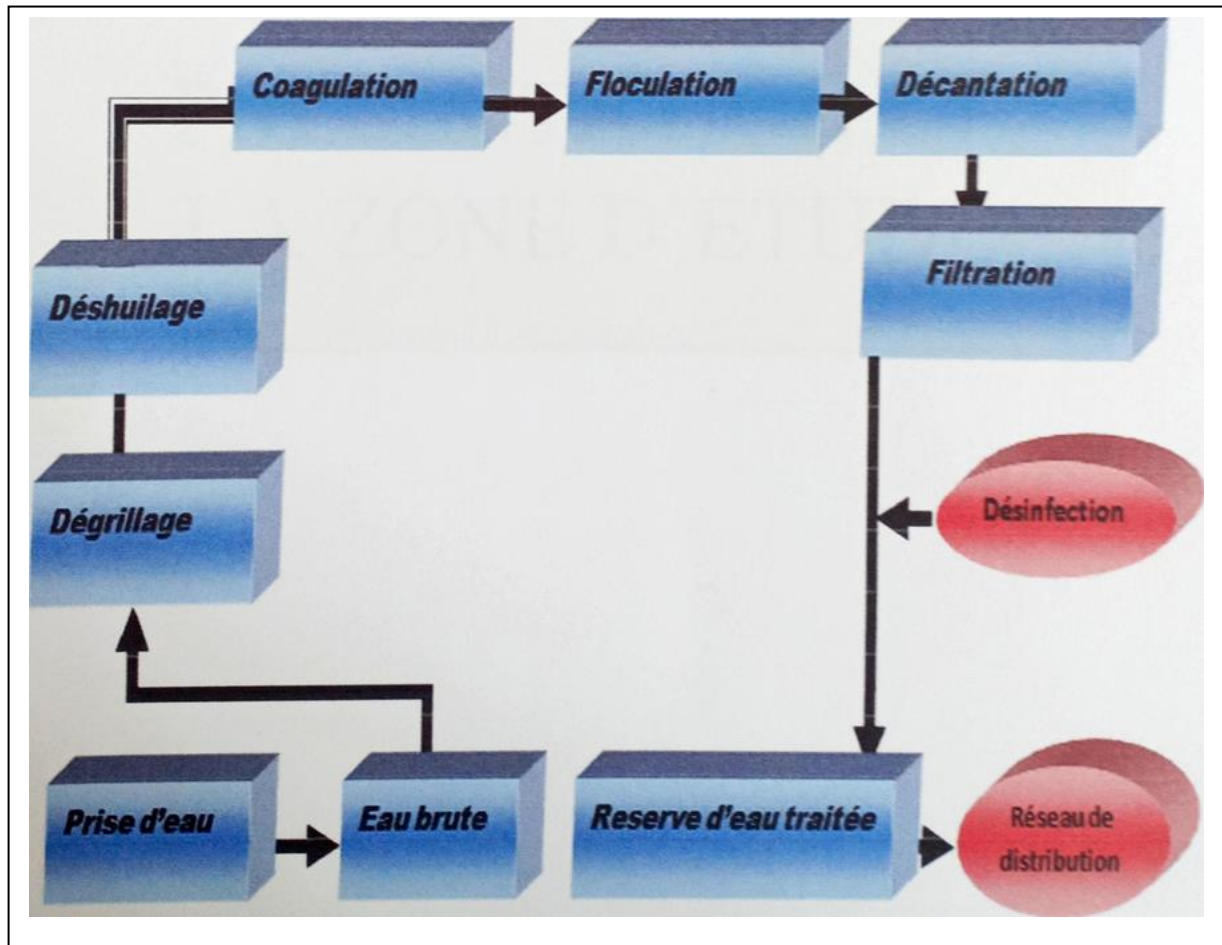 Coagulation
Floculation
Décantation
Déshuilage
Filtration
Dégrillage
Désinfection
Prise d'eau
Eau brute
Reserve d'eau traitée
Réseau de
distribution